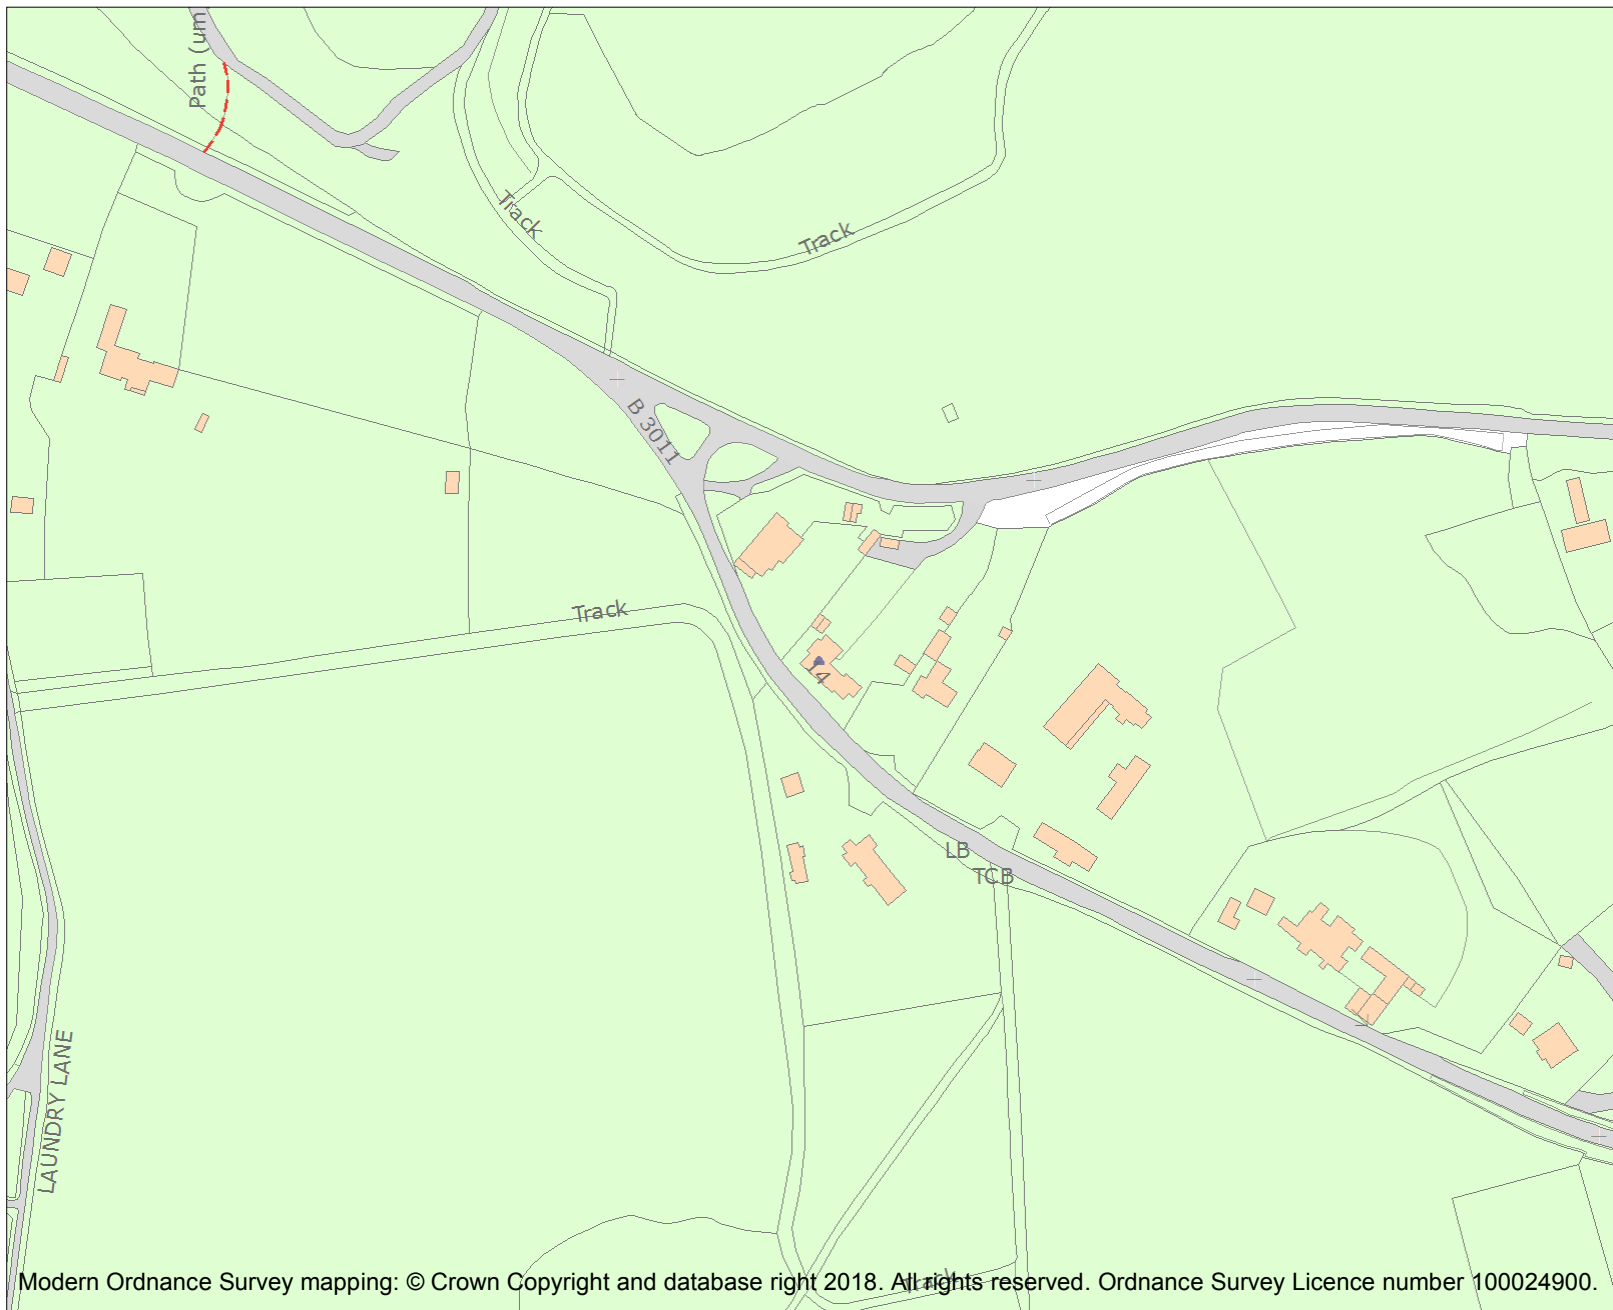 Path (um
Track
Track
B 3011
Track
14
LB
TCB
LAUNDRY LANE
Track
Modern Ordnance Survey mapping: © Crown Copyright and database right 2018. All rights reserved. Ordnance Survey Licence number 100024900.